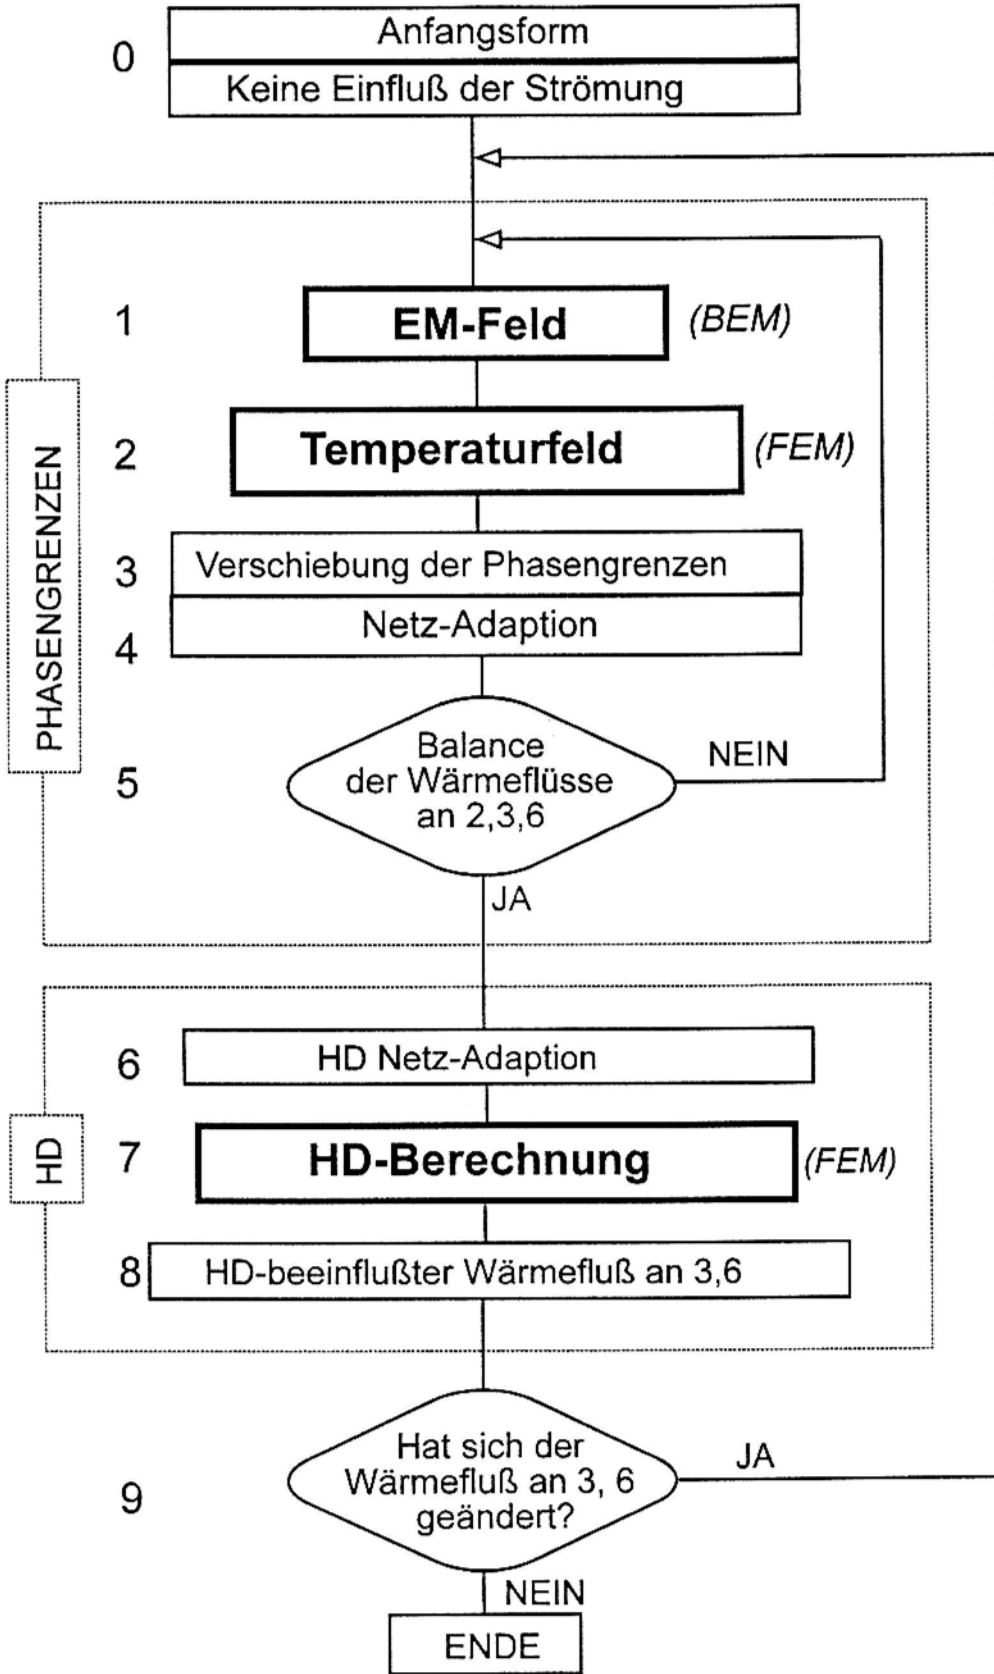 0
Anfangsform
Keine Einfluß der Strömung
PHASENGRENZEN
1
EM-Feld
(BEM)
2
Temperaturfeld
(FEM)
3
Verschiebung der Phasengrenzen
4
Netz-Adaption
5
Balance
der Wärmeflüsse
an 2,3,6
NEIN
JA
HD
6
HD Netz-Adaption
7
HD-Berechnung
(FEM)
8
HD-beeinflußter Wärmefluß an 3,6
9
Hat sich der
Wärmefluß an 3, 6
geändert?
JA
NEIN
ENDE